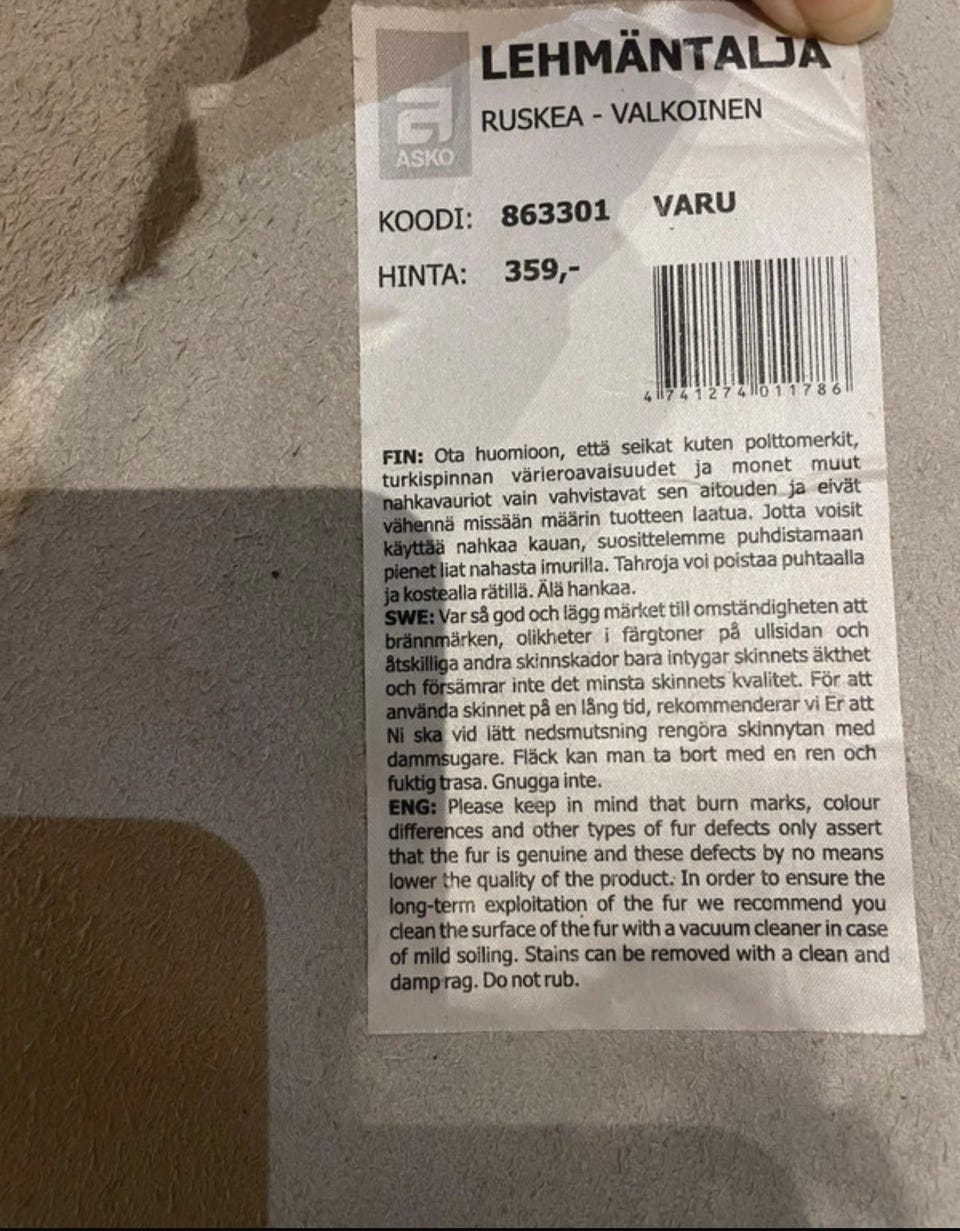 LEHMÄNTALJA
RUSKEA - VALKOINEN
ASKO
KOODI: 863301 VARU
HINTA: 359,-
4 741274 011786
FIN: Ota huomioon, että seikat kuten polttomerkit,
turkispinnan värieroavaisuudet ja monet muut
nahkavauriot vain vahvistavat sen aitouden ja eivät
vähennä missään määrin tuotteen laatua. Jotta voisit
käyttää nahkaa kauan, suosittelemme puhdistamaan
pienet liat nahasta imurilla. Tahroja voi poistaa puhtaalla
ja kostealla rätillä. Älä hankaa.
SWE: Var så god och lägg märket till omständigheten att
brännmärken, olikheter i färgtoner på ullsidan och
åtskilliga andra skinnskador bara intygar skinnets äkthet
och försämrar inte det minsta skinnets kvalitet. För att
använda skinnet på en lång tid, rekommenderar vi Er att
Ni ska vid lätt nedsmutsning rengöra skinnytan med
dammsugare. Fläck kan man ta bort med en ren och
fuktig trasa. Gnugga inte.
ENG: Please keep in mind that burn marks, colour
differences and other types of fur defects only assert
that the fur is genuine and these defects by no means
lower the quality of the product. In order to ensure the
long-term exploitation of the fur we recommend you
clean the surface of the fur with a vacuum cleaner in case
of mild soiling. Stains can be removed with a clean and
damp rag. Do not rub.